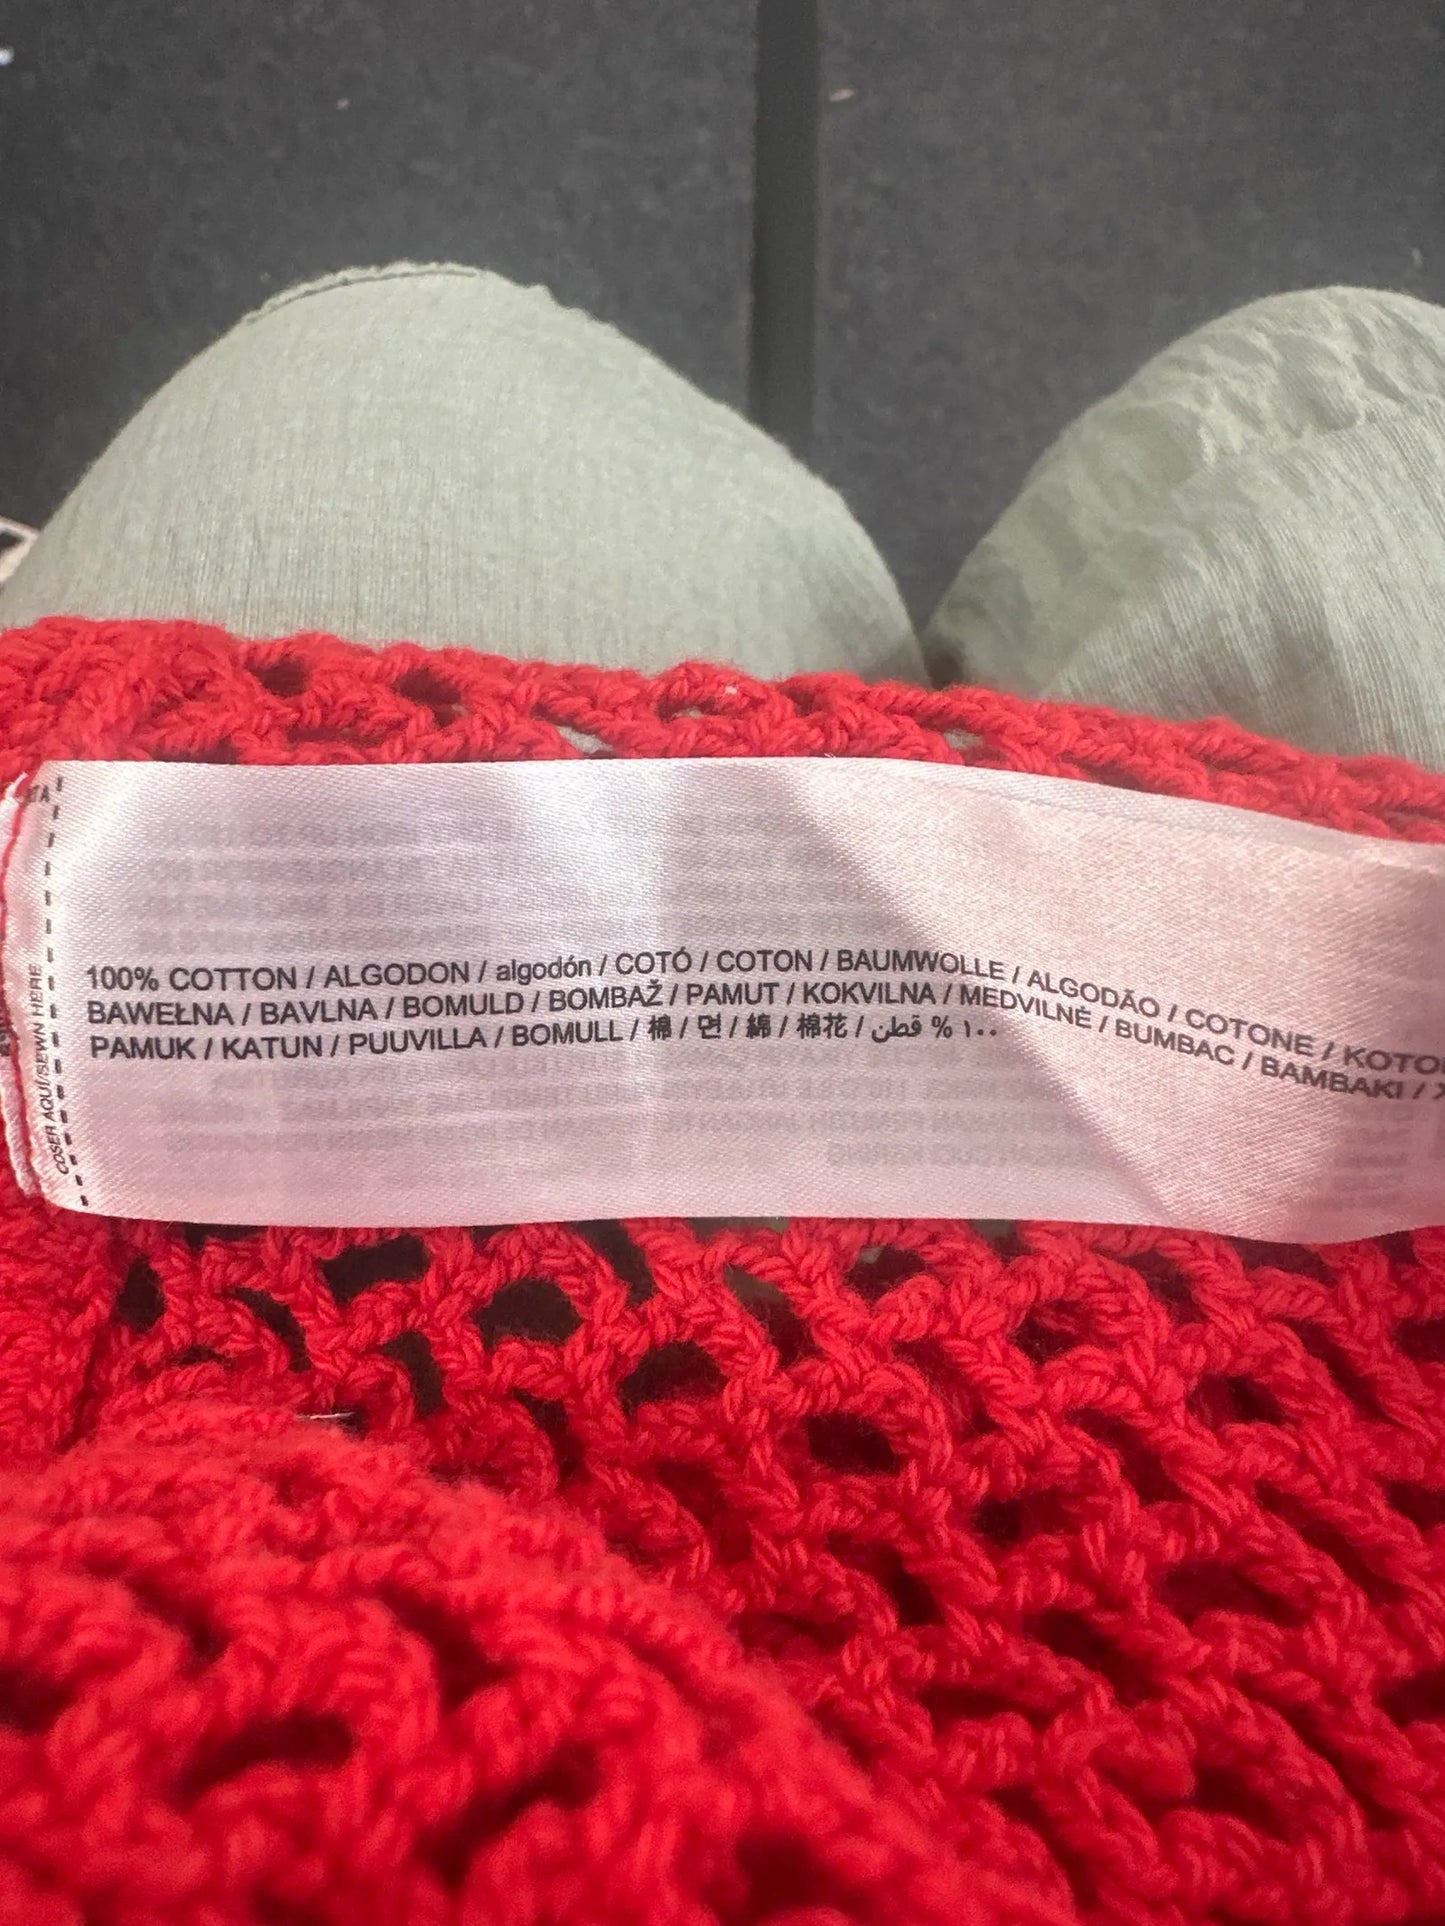 100% COTTON / ALGODON / algodón / COTÓ / COTON / BAUMWOLLE / ALGODÃO / COTONE /
BAWEŁNA / BAVLNA / BOMULD / BOMBAŽ / PAMUT / KOKVILNA / MEDVILNĖ / BUMBAC / BAMBAKI /
PAMUK / KATUN / PUUVILLA / BOMULL / 棉 / 면 / 綿 / 棉花 / قطن % ١٠٠
COSER AQUÍ/SEWN HERE